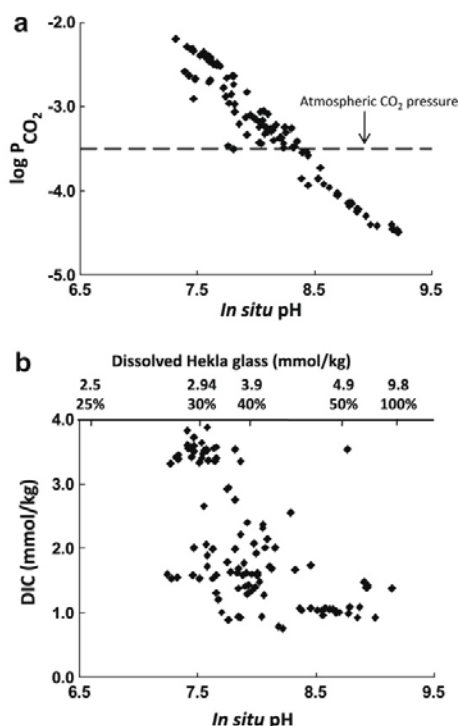 a
-2.0
-3.0
Atmospheric CO₂ pressure
log P_CO₂
-4.0
-5.0
6.5 7.5 8.5 9.5
In situ pH
b
Dissolved Hekla glass (mmol/kg)
2.5 2.94 3.9 4.9 9.8
25% 30% 40% 50% 100%
4.0
3.0
DIC (mmol/kg)
2.0
1.0
0.0
6.5 7.5 8.5 9.5
In situ pH